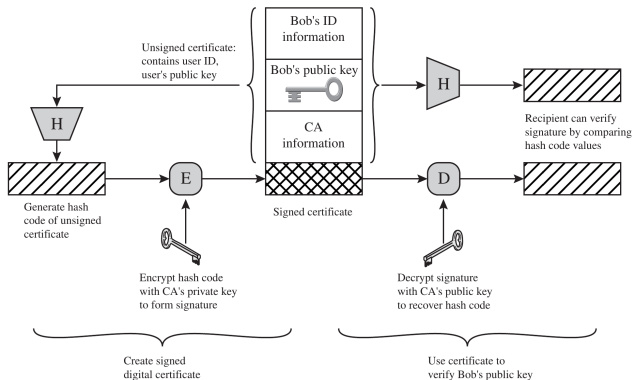 Unsigned certificate:
contains user ID,
user's public key
Bob's ID
information
Bob's public key
CA
information
H
H
Recipient can verify
signature by comparing
hash code values
E
D
Generate hash
code of unsigned
certificate
Signed certificate
Encrypt hash code
with CA's private key
to form signature
Decrypt signature
with CA's public key
to recover hash code
Create signed
digital certificate
Use certificate to
verify Bob's public key